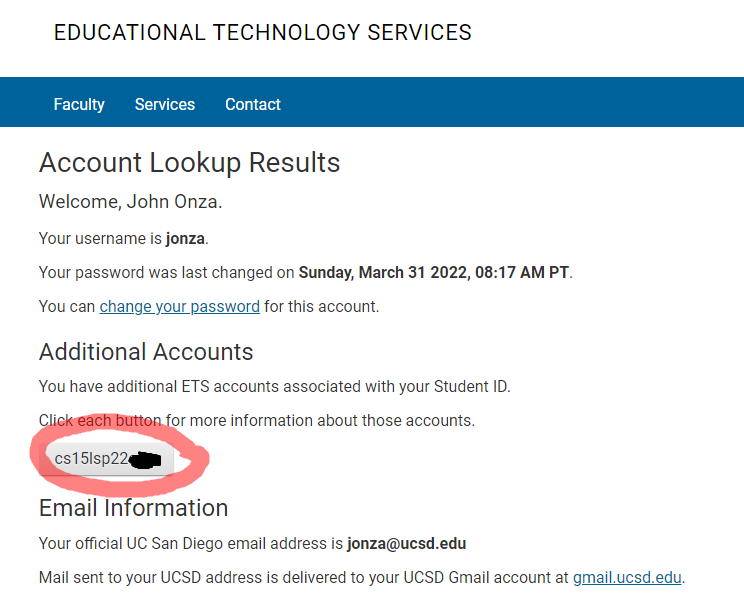 EDUCATIONAL TECHNOLOGY SERVICES
Faculty Services Contact
Account Lookup Results
Welcome, John Onza.
Your username is jonza.
Your password was last changed on Sunday, March 31 2022, 08:17 AM PT.
You can change your password for this account.
Additional Accounts
You have additional ETS accounts associated with your Student ID.
Click each button for more information about those accounts.
cs15lsp22
Email Information
Your official UC San Diego email address is jonza@ucsd.edu
Mail sent to your UCSD address is delivered to your UCSD Gmail account at gmail.ucsd.edu.